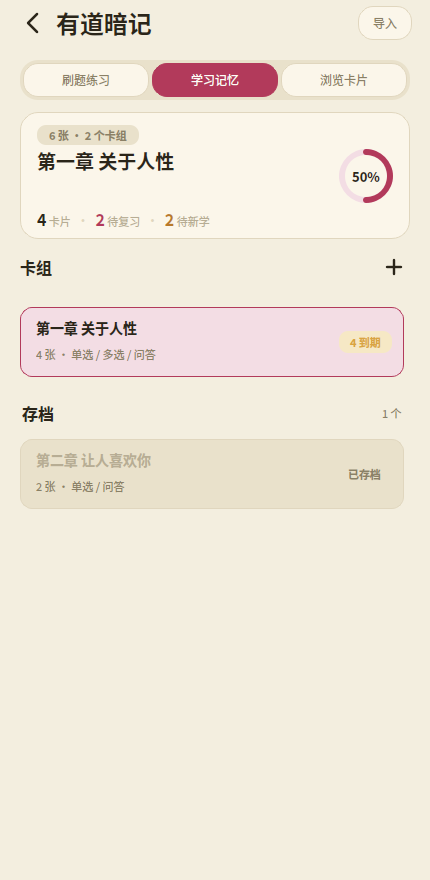 有道暗记
导入
刷题练习
学习记忆
浏览卡片
6 张 · 2 个卡组
第一章 关于人性
50%
4 卡片 · 2 待复习 · 2 待新学
卡组
第一章 关于人性
4 张 · 单选 / 多选 / 问答
4 到期
存档
1 个
第二章 让人喜欢你
2 张 · 单选 / 问答
已存档